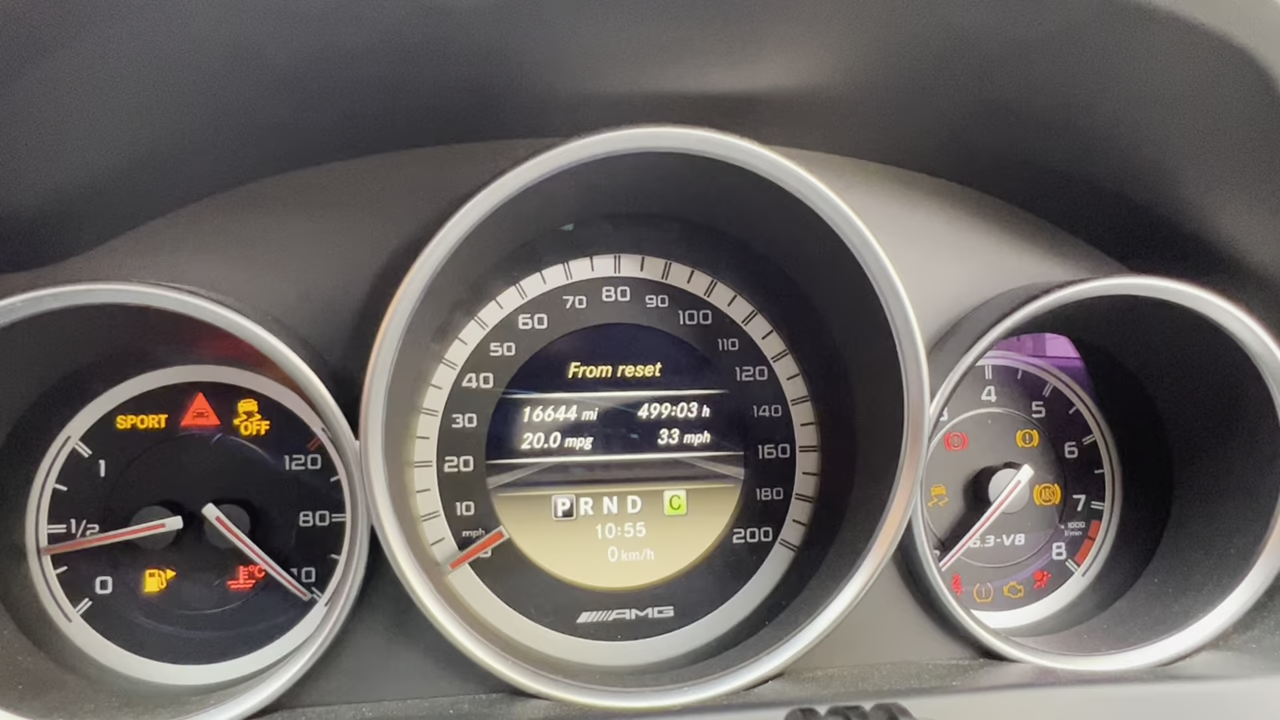 SPORT
OFF
1
1/2
0
120
80
°C
60
70
80
90
100
50
110
40
120
30
140
20
160
10
180
mph
200
From reset
16644 mi 499:03 h
20.0 mpg 33 mph
P R N D C
10:55
0 km/h
AMG
4
5
6
7
8
x 1000
1/min
6.3-V8
ABS